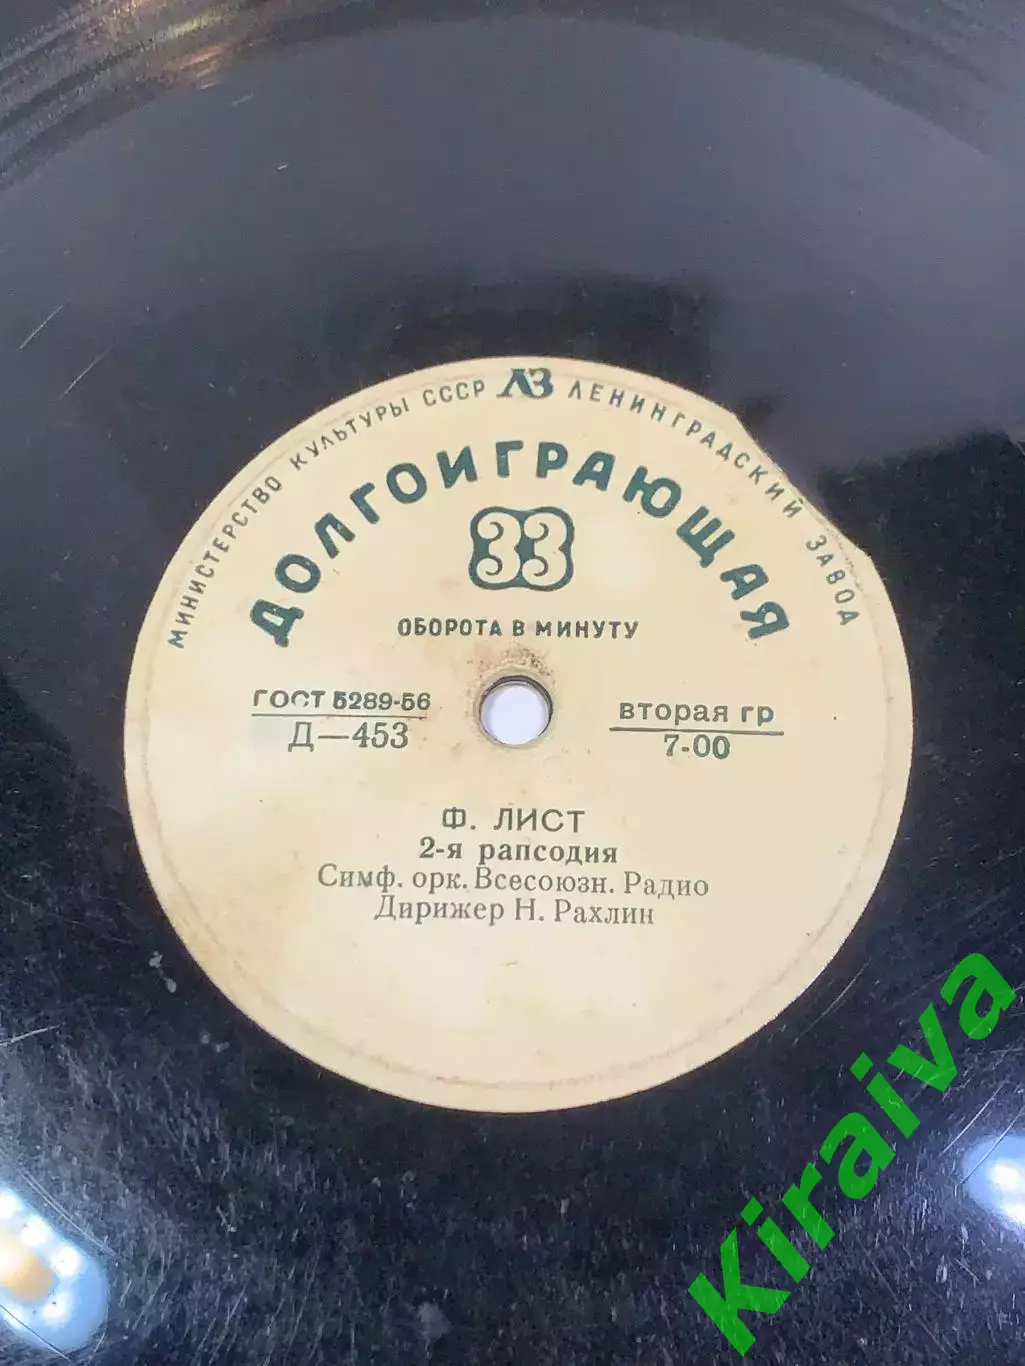 МИНИСТЕРСТВО КУЛЬТУРЫ СССР ЛЗ ЛЕНИНГРАДСКИЙ ЗАВОД
ДОЛГОИГРАЮЩАЯ
33
ОБОРОТА В МИНУТУ
ГОСТ 5289-56
Д—453
вторая гр
7-00
Ф. ЛИСТ
2-я рапсодия
Симф. орк. Всесоюзн. Радио
Дирижер Н. Рахлин
Kiraiva